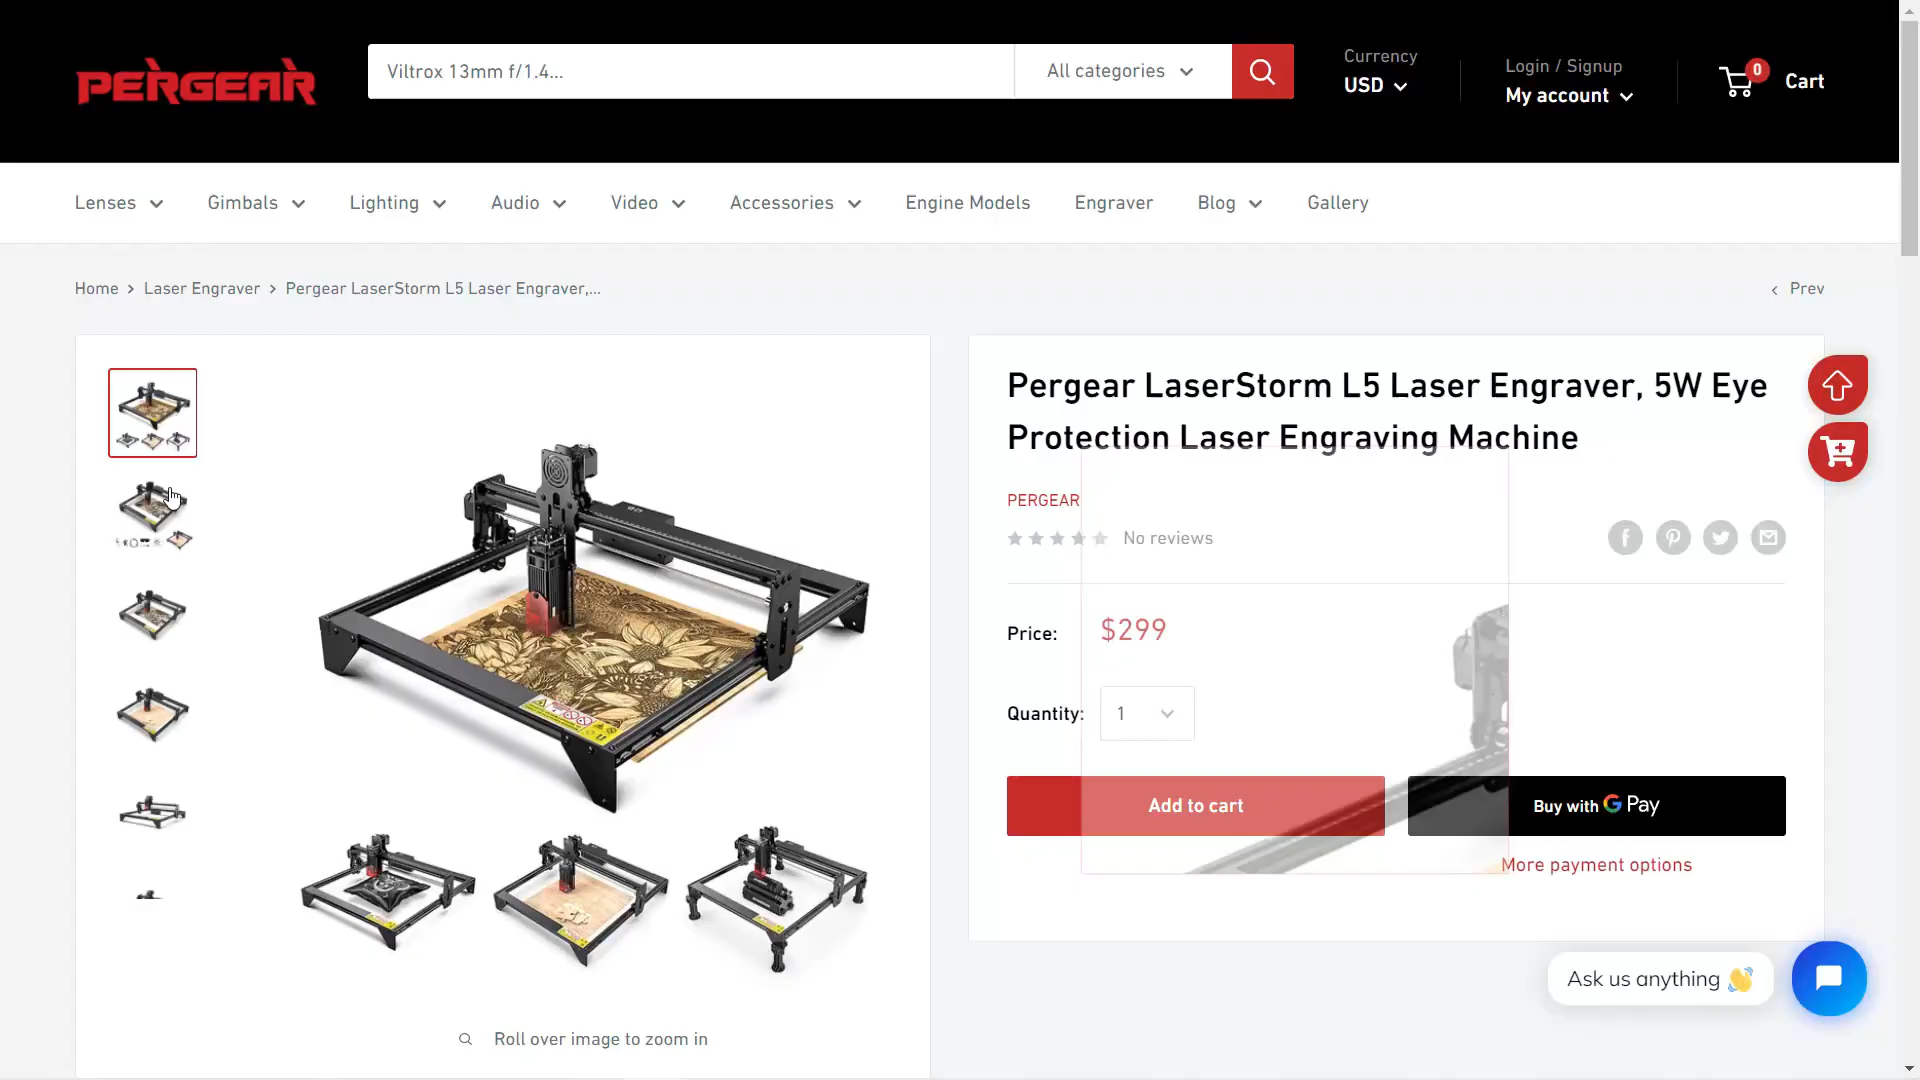 PERGEAR
Viltrox 13mm f/1.4...
All categories
Currency
USD
Login / Signup
My account
0
Cart
Lenses
Gimbals
Lighting
Audio
Video
Accessories
Engine Models
Engraver
Blog
Gallery
Home > Laser Engraver > Pergear LaserStorm L5 Laser Engraver,...
Prev
Pergear LaserStorm L5 Laser Engraver, 5W Eye
Protection Laser Engraving Machine
PERGEAR
No reviews
Price:
$299
Quantity:
1
Add to cart
Buy with G Pay
More payment options
Ask us anything 👋
Roll over image to zoom in